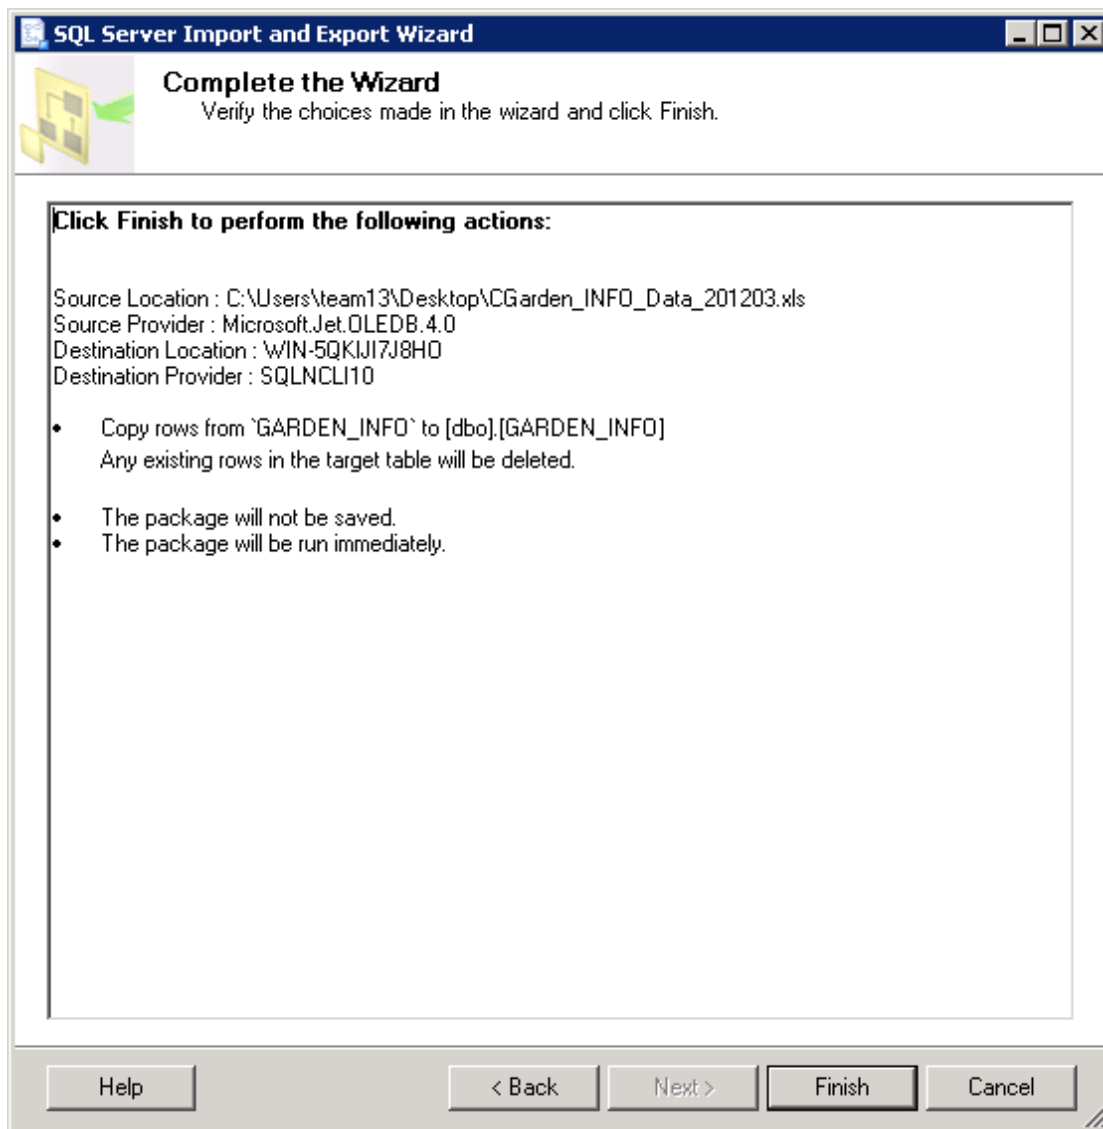 SQL Server Import and Export Wizard
Complete the Wizard
Verify the choices made in the wizard and click Finish.
Click Finish to perform the following actions:
Source Location : C:\Users\team13\Desktop\CGarden_INFO_Data_201203.xls
Source Provider : Microsoft.Jet.OLEDB.4.0
Destination Location : WIN-5QKIJI7J8HO
Destination Provider : SQLNCLI10
• Copy rows from `GARDEN_INFO` to [dbo].[GARDEN_INFO]
Any existing rows in the target table will be deleted.
• The package will not be saved.
• The package will be run immediately.
Help
< Back
Next >
Finish
Cancel